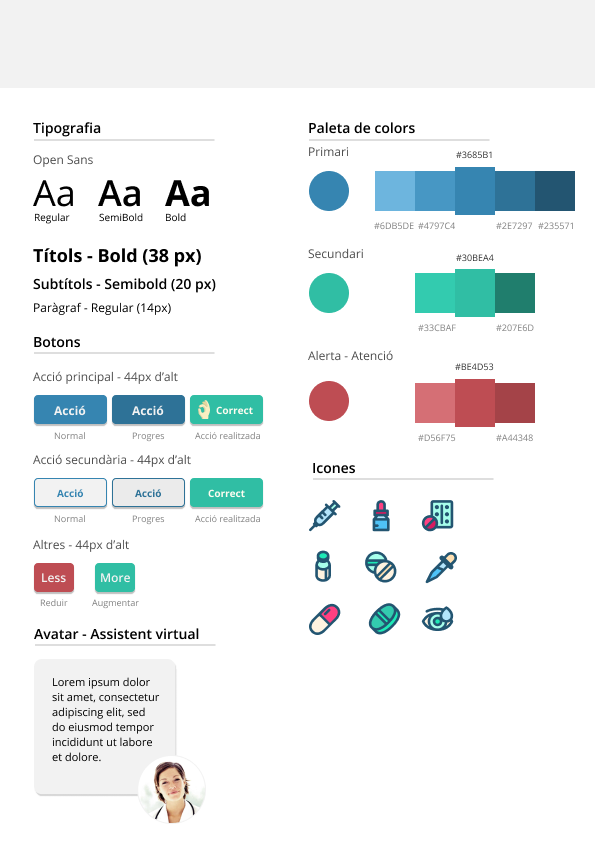 Tipografia
Open Sans
Aa Aa Aa
Regular SemiBold Bold
Títols - Bold (38 px)
Subtítols - Semibold (20 px)
Paràgraf - Regular (14px)
Botons
Acció principal - 44px d’alt
Acció Acció Correct
Normal Progres Acció realitzada
Acció secundària - 44px d’alt
Acció Acció Correct
Normal Progres Acció realitzada
Altres - 44px d’alt
Less More
Reduir Augmentar
Avatar - Assistent virtual
Lorem ipsum dolor
sit amet, consectetur
adipiscing elit, sed
do eiusmod tempor
incididunt ut labore
et dolore.
Paleta de colors
Primari
#3685B1
#6DB5DE #4797C4 #2E7297 #235571
Secundari
#30BEA4
#33CBAF #207E6D
Alerta - Atenció
#BE4D53
#D56F75 #A44348
Icones